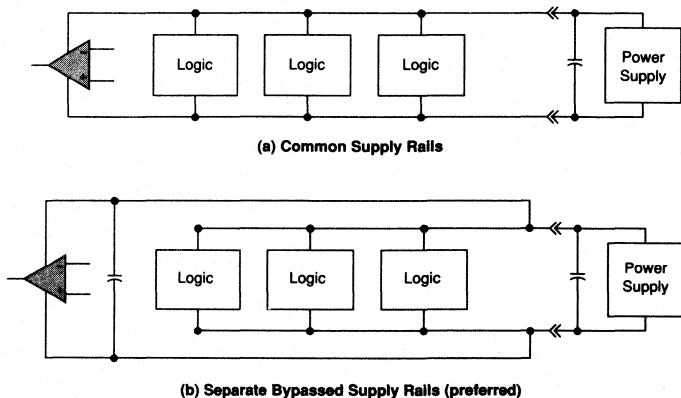 Logic
Logic
Logic
Power
Supply
(a) Common Supply Rails
Logic
Logic
Logic
Power
Supply
(b) Separate Bypassed Supply Rails (preferred)